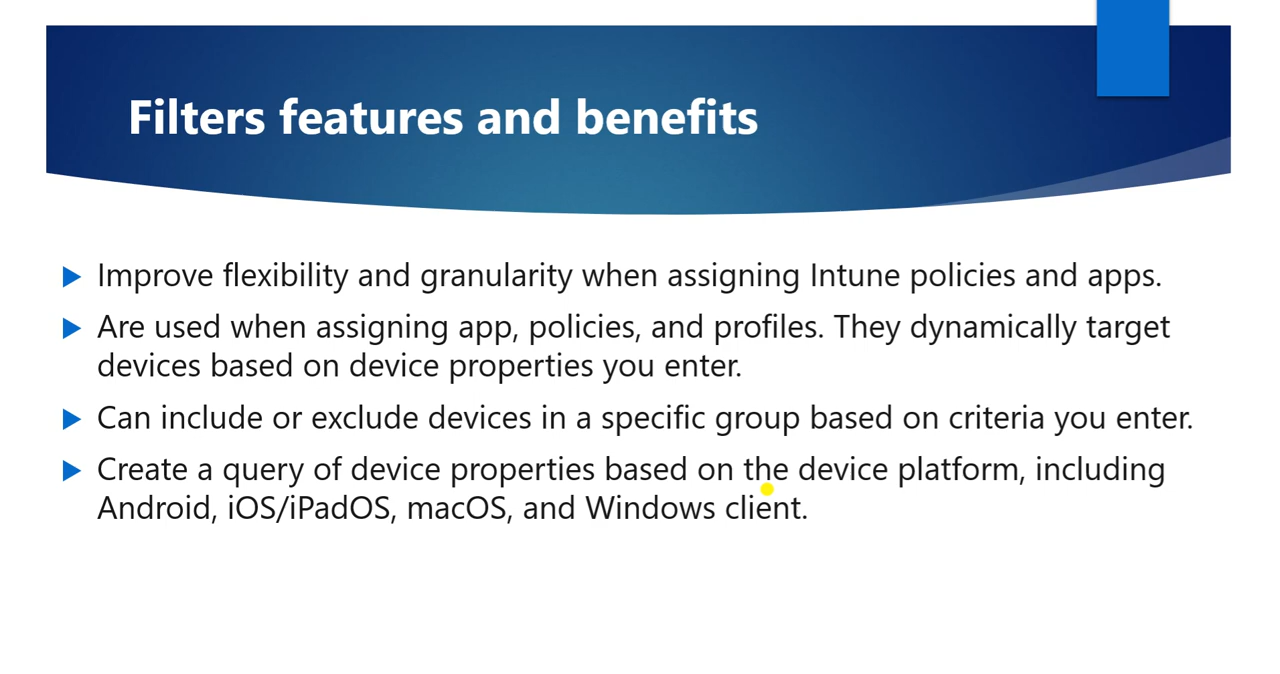 Filters features and benefits
Improve flexibility and granularity when assigning Intune policies and apps.
Are used when assigning app, policies, and profiles. They dynamically target
devices based on device properties you enter.
Can include or exclude devices in a specific group based on criteria you enter.
Create a query of device properties based on the device platform, including
Android, iOS/iPadOS, macOS, and Windows client.